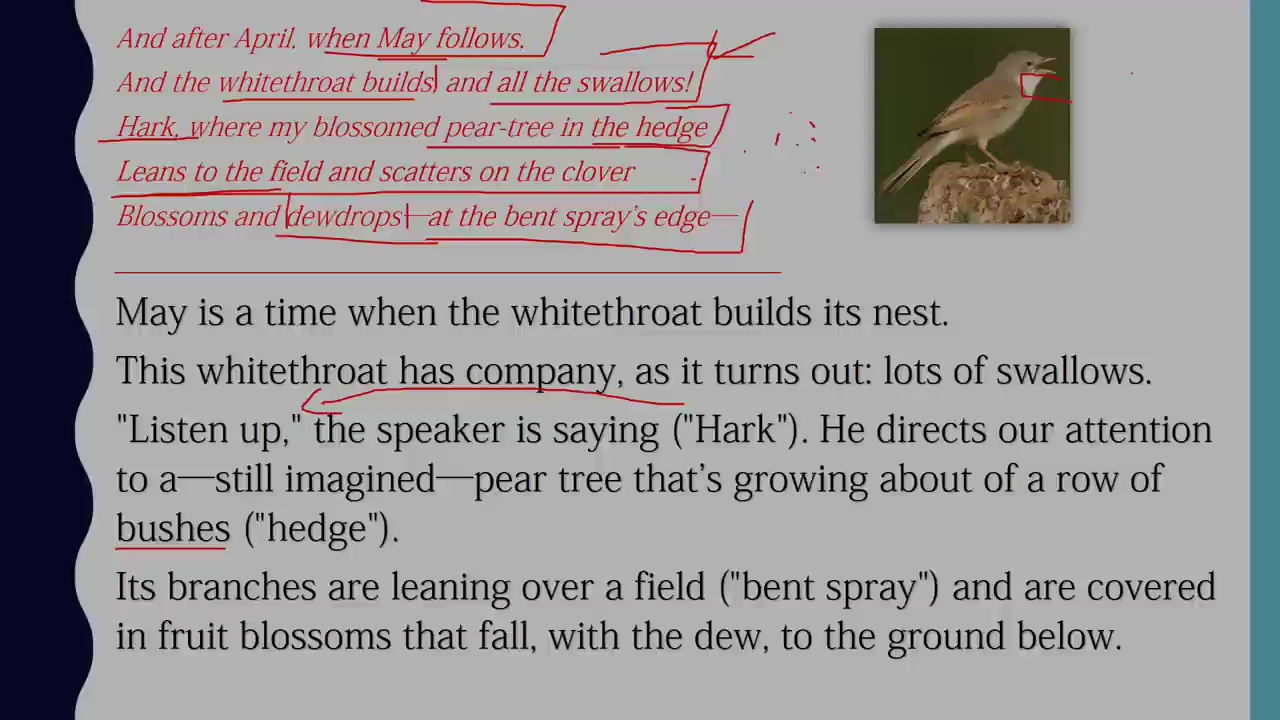 And after April, when May follows,
And the whitethroat builds, and all the swallows!
Hark, where my blossomed pear-tree in the hedge
Leans to the field and scatters on the clover
Blossoms and dewdrops—at the bent spray's edge—
May is a time when the whitethroat builds its nest.
This whitethroat has company, as it turns out: lots of swallows.
"Listen up," the speaker is saying ("Hark"). He directs our attention
to a—still imagined—pear tree that's growing about of a row of
bushes ("hedge").
Its branches are leaning over a field ("bent spray") and are covered
in fruit blossoms that fall, with the dew, to the ground below.